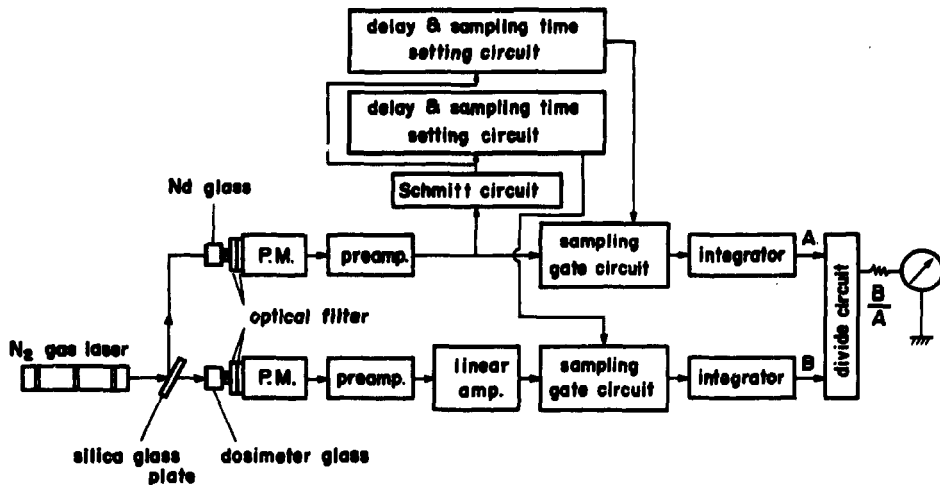 delay & sampling time
setting circuit
delay & sampling time
setting circuit
Schmitt circuit
Nd glass
P.M.
preamp.
sampling
gate circuit
integrator
A
divide circuit
B
A
optical filter
N2 gas laser
P.M.
preamp.
linear
amp.
sampling
gate circuit
integrator
B
silica glass
plate
dosimeter glass